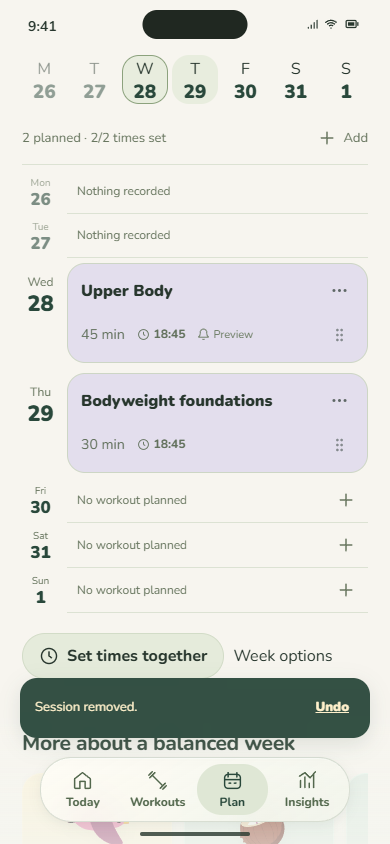 9:41
M T W T F S S
26 27 28 29 30 31 1
2 planned · 2/2 times set
Add
Mon
26
Nothing recorded
Tue
27
Nothing recorded
Wed
28
Upper Body
45 min 18:45 Preview
Thu
29
Bodyweight foundations
30 min 18:45
Fri
30
No workout planned
Sat
31
No workout planned
Sun
1
No workout planned
Set times together Week options
Session removed. Undo
More about a balanced week
Today Workouts Plan Insights